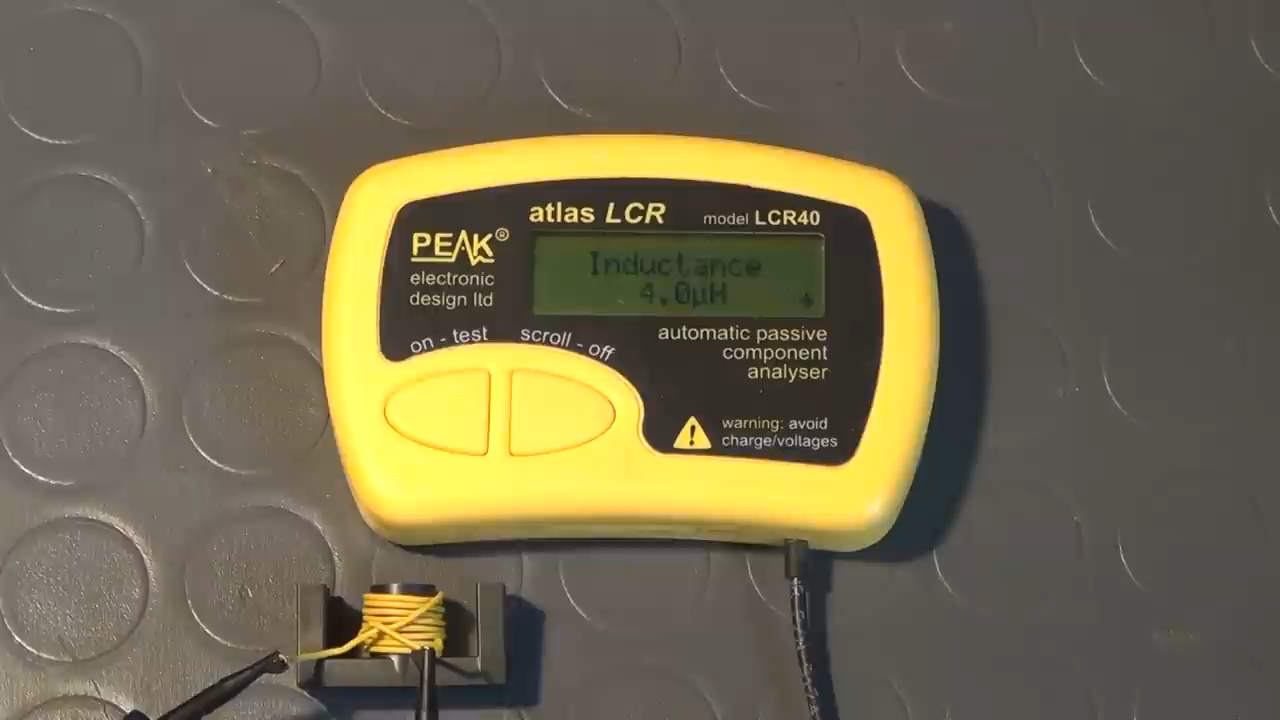 atlas LCR
model LCR40
PEAK®
electronic
design ltd
Inductance
4.0µH
on - test
scroll - off
automatic passive
component
analyser
warning: avoid
charge/voltages